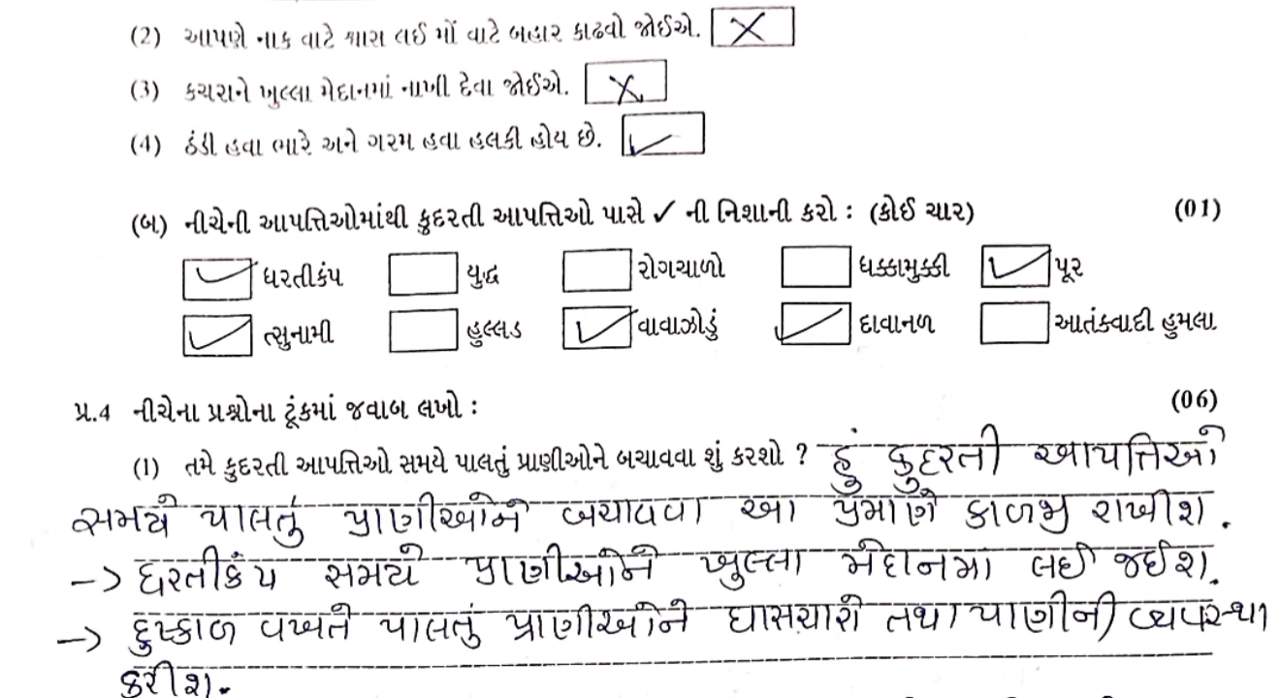 (2) આપણે નાક વાટે શ્વાસ લઈ મોં વાટે બહાર કાઢવો જોઈએ. ✗
(3) કચરાને ખુલ્લા મેદાનમાં નાખી દેવા જોઈએ. ✗
(4) ઠંડી હવા ભારે અને ગરમ હવા હલકી હોય છે. ✓
(બ) નીચેની આપત્તિઓમાંથી કુદરતી આપત્તિઓ પાસે ✓ ની નિશાની કરો : (કોઈ ચાર) (01)
✓ ધરતીકંપ યુદ્ધ રોગચાળો ધક્કામુક્કી ✓ પૂર
✓ ત્સુનામી હુલ્લડ ✓ વાવાઝોડું ✓ દાવાનળ આતંકવાદી હુમલા
પ્ર.4 નીચેના પ્રશ્નોના ટૂંકમાં જવાબ લખો : (06)
(1) તમે કુદરતી આપત્તિઓ સમયે પાલતું પ્રાણીઓને બચાવવા શું કરશો ? હું કુદરતી આપત્તિઓ
સમયે પાલતું પ્રાણીઓને બચાવવા આ પ્રમાણે કાળજી રાખીશ.
-> ધરતીકંપ સમયે પ્રાણીઓને ખુલ્લા મેદાનમાં લઈ જઈશ.
-> દુષ્કાળ વખતે પાલતું પ્રાણીઓને ઘાસચારો તથા પાણીની વ્યવસ્થા
કરીશ.